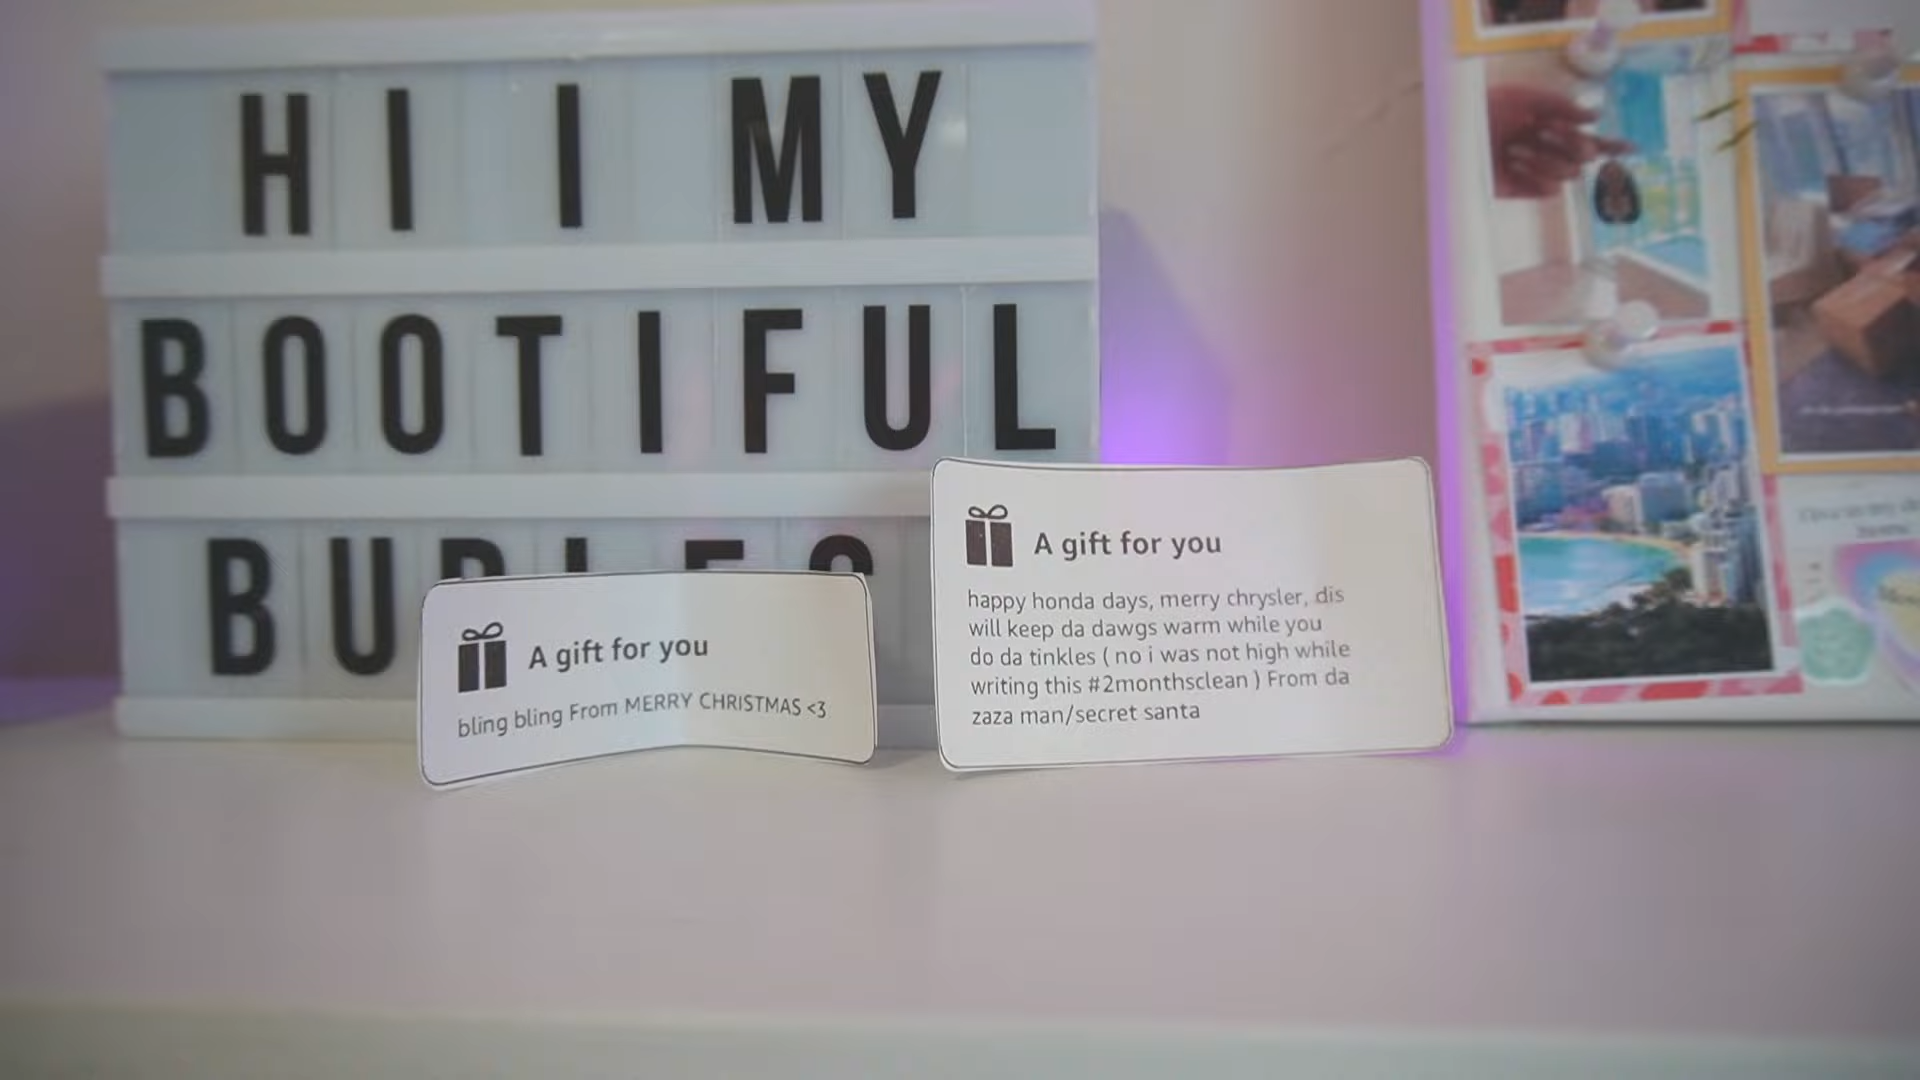 HI I MY
BOOTIFUL
BU
A gift for you
bling bling From MERRY CHRISTMAS <3
A gift for you
happy honda days, merry chrysler, dis
will keep da dawgs warm while you
do da tinkles ( no i was not high while
writing this #2monthsclean ) From da
zaza man/secret santa